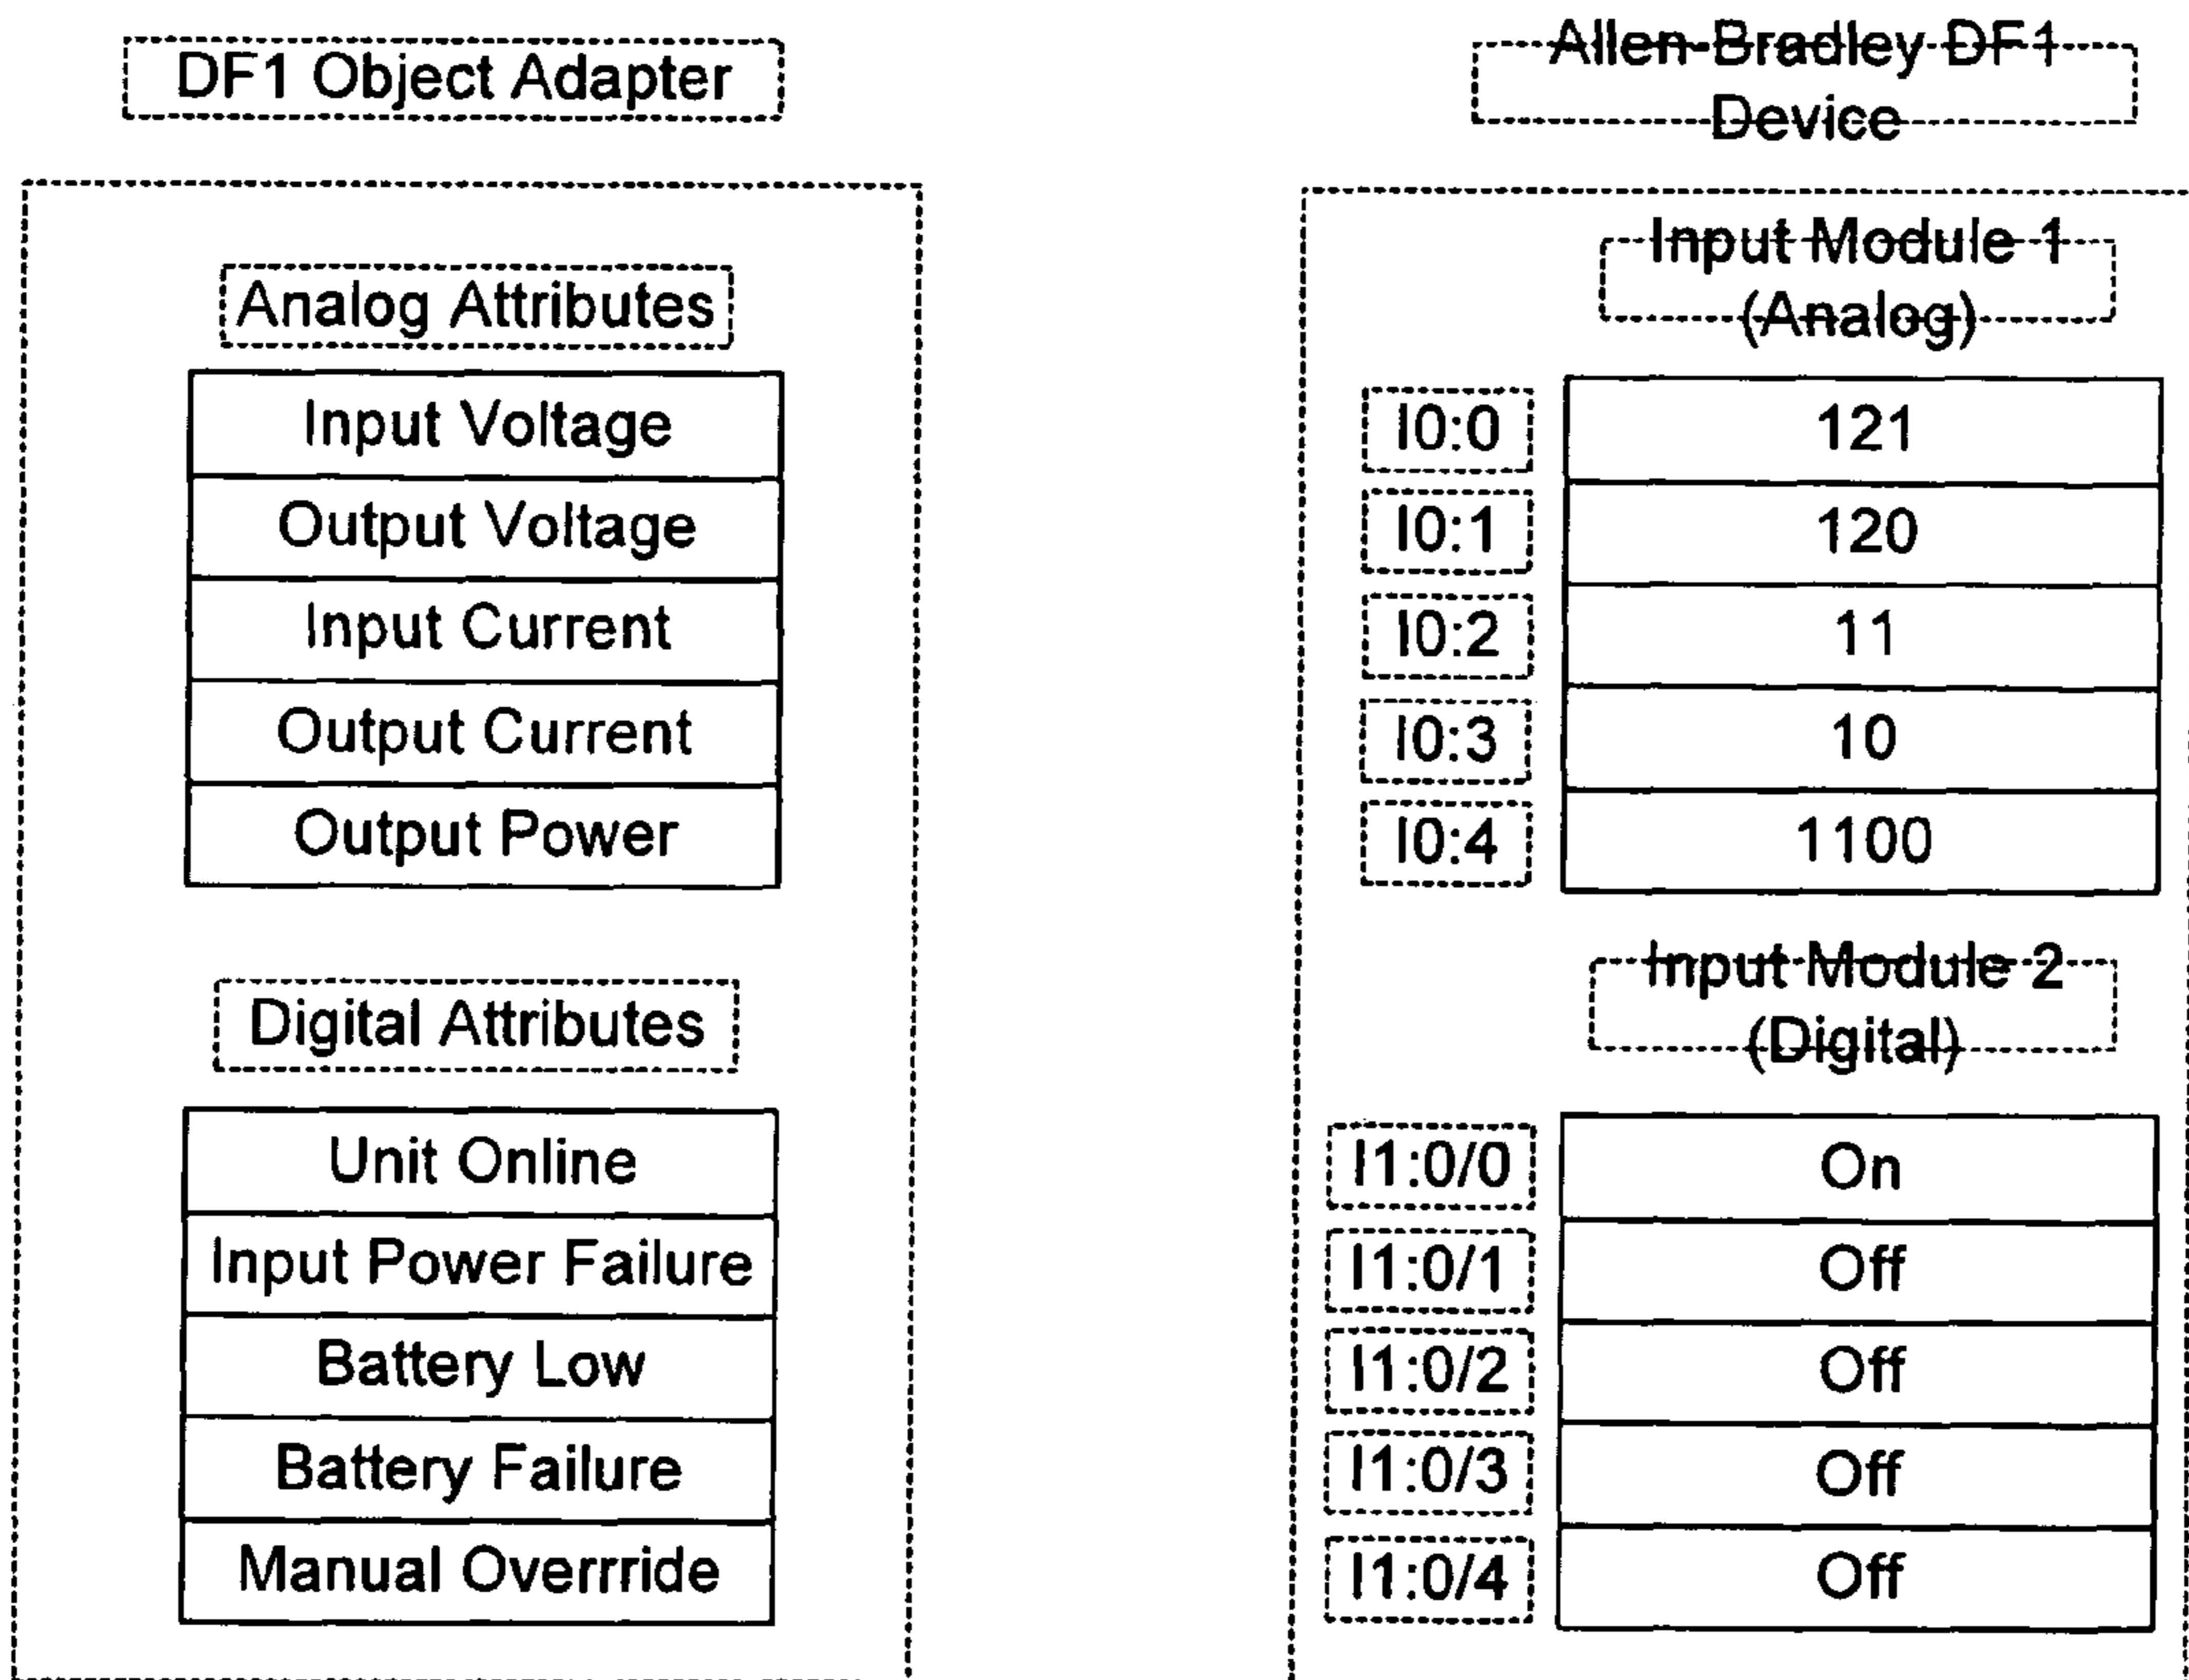 DF1 Object Adapter
Analog Attributes
Input Voltage
Output Voltage
Input Current
Output Current
Output Power
Digital Attributes
Unit Online
Input Power Failure
Battery Low
Battery Failure
Manual Overrride
Allen-Bradley DF1
Device
Input Module 1
(Analog)
I0:0 121
I0:1 120
I0:2 11
I0:3 10
I0:4 1100
Input Module 2
(Digital)
I1:0/0 On
I1:0/1 Off
I1:0/2 Off
I1:0/3 Off
I1:0/4 Off